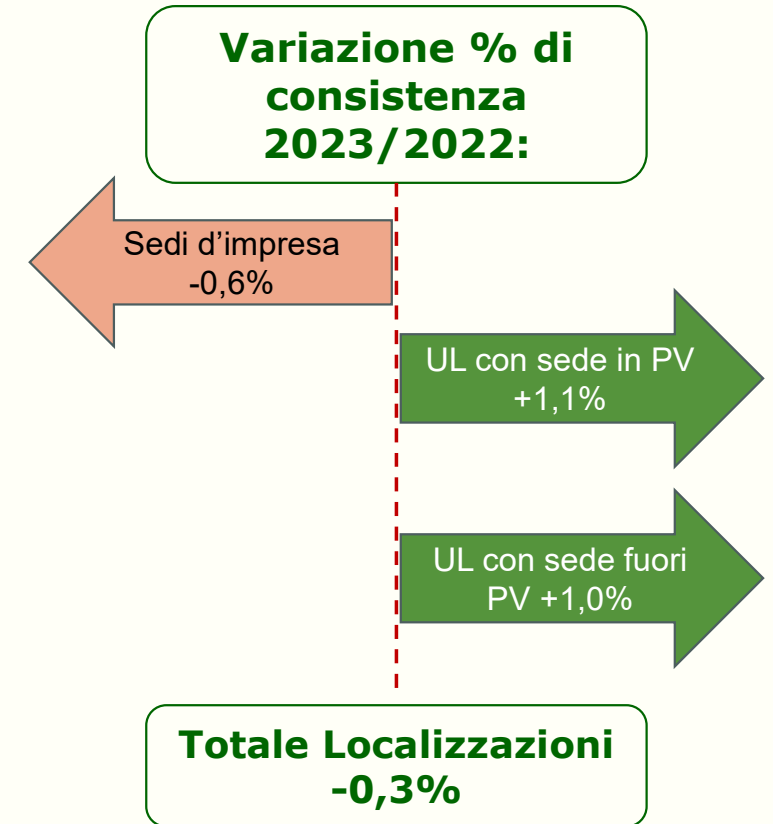 Variazione % di
consistenza
2023/2022:
Sedi d’impresa
-0,6%
UL con sede in PV
+1,1%
UL con sede fuori
PV +1,0%
Totale Localizzazioni
-0,3%